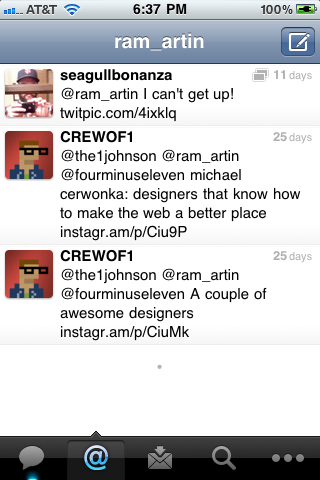 AT&T 6:37 PM 100%
ram_artin
seagullbonanza 11 days
@ram_artin I can't get up!
twitpic.com/4ixklq
CREWOF1 25 days
@the1johnson @ram_artin
@fourminuseleven michael
cerwonka: designers that know how
to make the web a better place
instagr.am/p/Ciu9P
CREWOF1 25 days
@the1johnson @ram_artin
@fourminuseleven A couple of
awesome designers
instagr.am/p/CiuMk
@